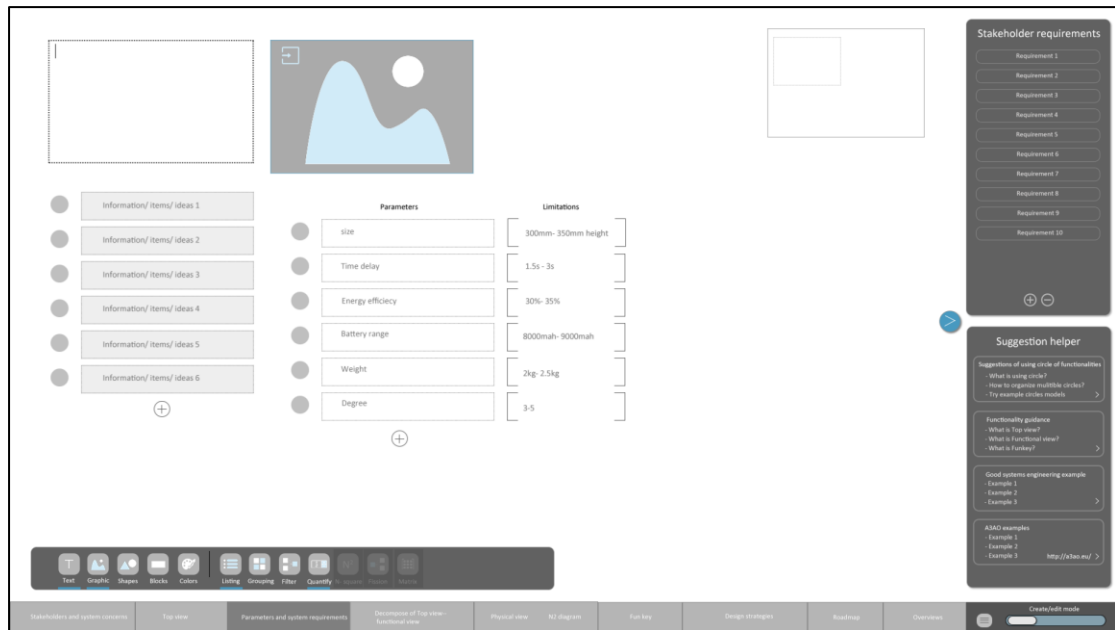 Information/ items/ ideas 1
Information/ items/ ideas 2
Information/ items/ ideas 3
Information/ items/ ideas 4
Information/ items/ ideas 5
Information/ items/ ideas 6
Parameters
Limitations
size
300mm- 350mm height
Time delay
1.5s - 3s
Energy efficiecy
30%- 35%
Battery range
8000mah- 9000mah
Weight
2kg- 2.5kg
Degree
3-5
Stakeholder requirements
Requirement 1
Requirement 2
Requirement 3
Requirement 4
Requirement 5
Requirement 6
Requirement 7
Requirement 8
Requirement 9
Requirement 10
Suggestion helper
Suggestions of using circle of functionalities
- What is using circle?
- How to organize mulitible circles?
- Try example circles models
Functionality guidance
- What is Top view?
- What is Functional view?
- What is Funkey?
Good systems engineering example
- Example 1
- Example 2
- Example 3
A3AO examples
- Example 1
- Example 2
- Example 3 http://a3ao.eu/
Text Graphic Shapes Blocks Colors Listing Grouping Filter Quantify N- square Matrix
Stakeholders and system concerns
Top view
Parameters and system requirements
Decompose of Top view-
functional view
Physical view
N2 diagram
Fun key
Design strategies
Roadmap
Overviews
Create/edit mode